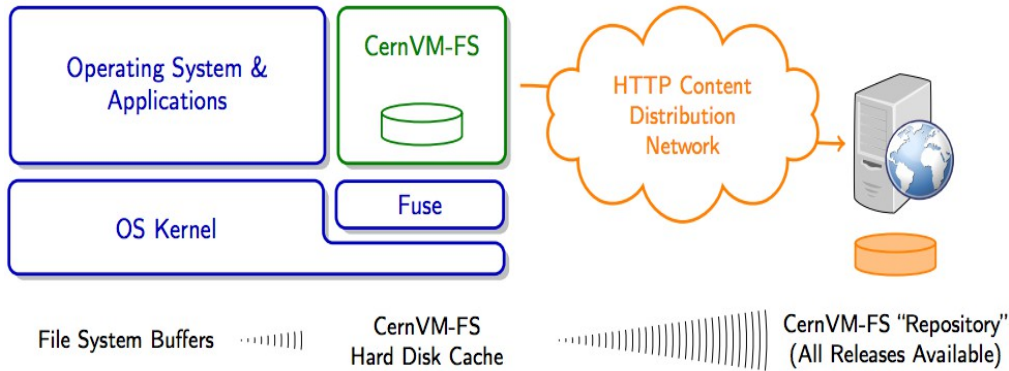 Operating System &
Applications
CernVM-FS
HTTP Content
Distribution
Network
OS Kernel
Fuse
File System Buffers
CernVM-FS
Hard Disk Cache
CernVM-FS “Repository”
(All Releases Available)